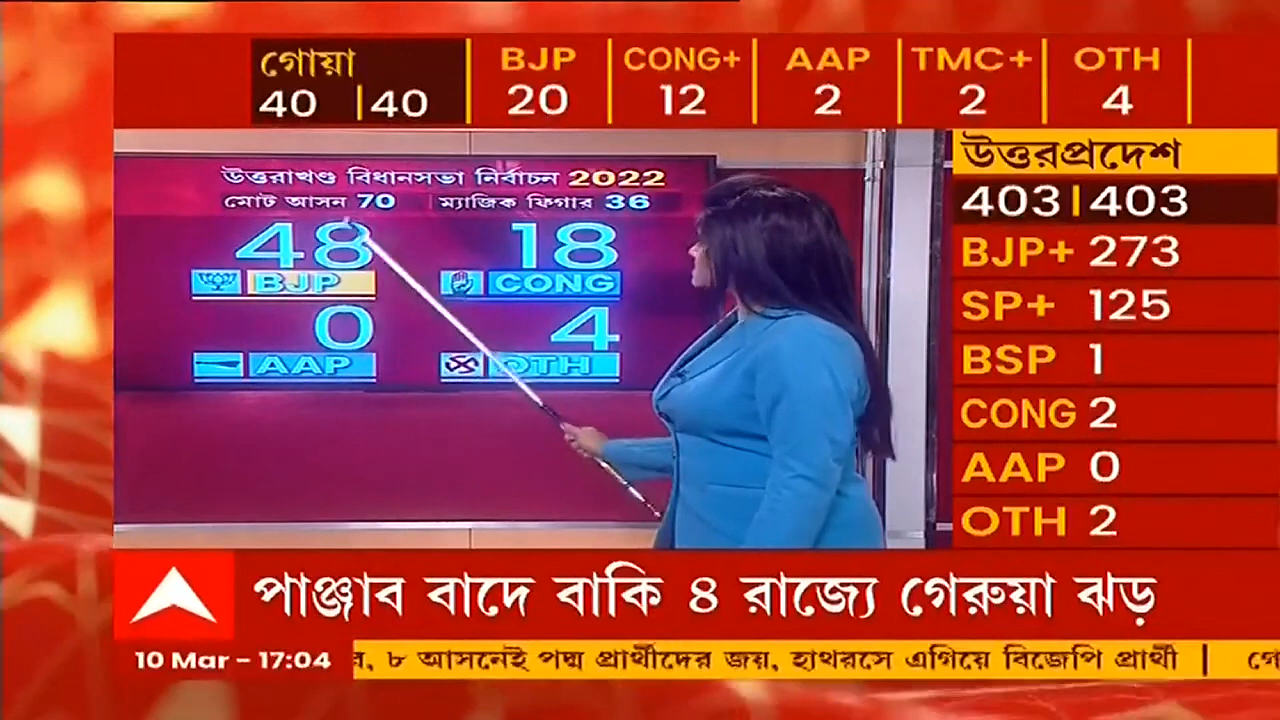 গোয়া BJP CONG+ AAP TMC+ OTH
40 | 40 20 12 2 2 4
উত্তরাখণ্ড বিধানসভা নির্বাচন 2022
মোট আসন 70 | ম্যাজিক ফিগার 36
48 18
BJP CONG
0 4
AAP OTH
উত্তরপ্রদেশ
403 | 403
BJP+ 273
SP+ 125
BSP 1
CONG 2
AAP 0
OTH 2
পাঞ্জাব বাদে বাকি ৪ রাজ্যে গেরুয়া ঝড়
10 Mar - 17:04
, ৮ আসনেই পদ্ম প্রার্থীদের জয়, হাথরসে এগিয়ে বিজেপি প্রার্থী |